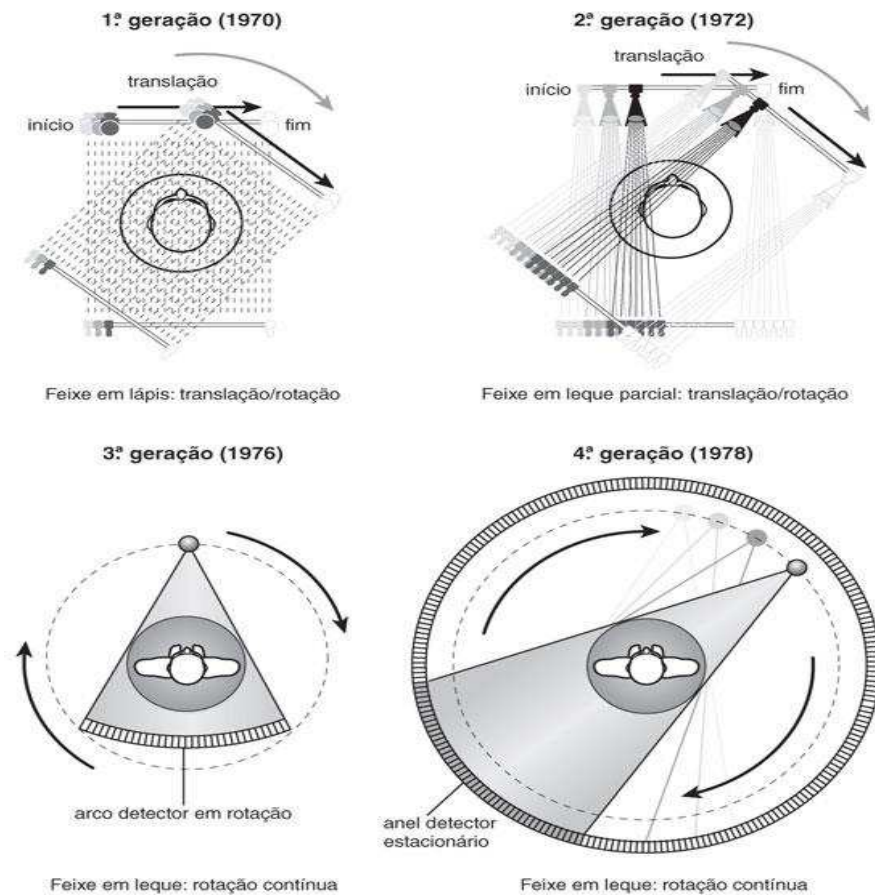 1.ª geração (1970)
translação
início
fim
Feixe em lápis: translação/rotação
2.ª geração (1972)
translação
início
fim
Feixe em leque parcial: translação/rotação
3.ª geração (1976)
arco detector em rotação
Feixe em leque: rotação contínua
4.ª geração (1978)
anel detector
estacionário
Feixe em leque: rotação contínua